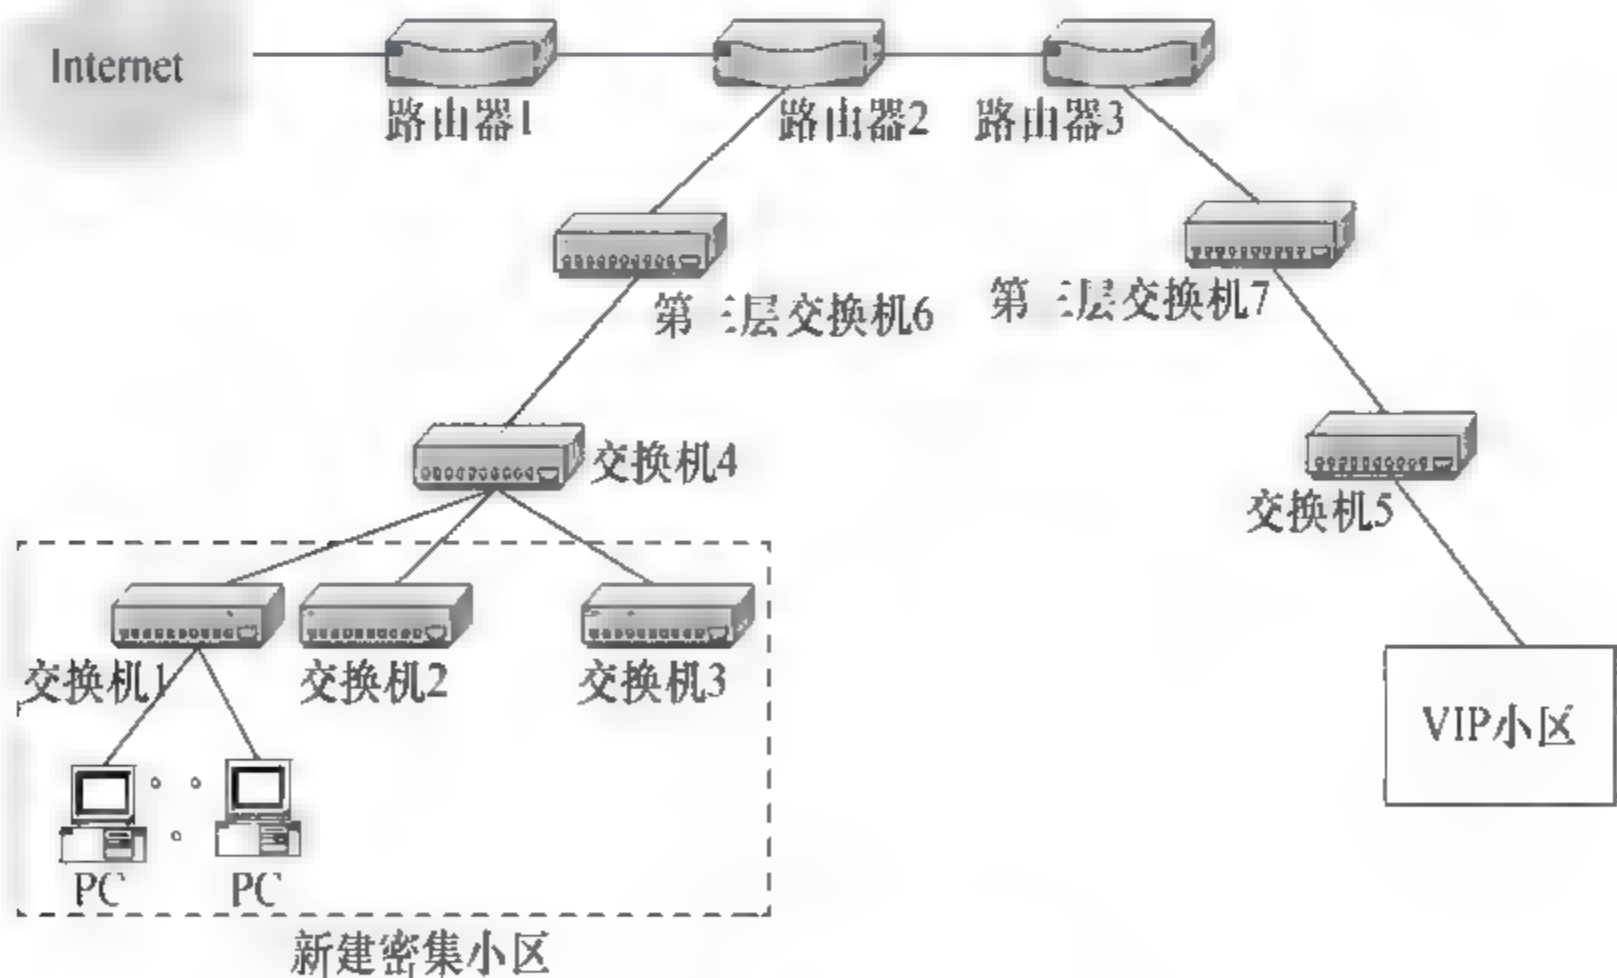 Internet
路由器1
路由器2
路由器3
第三层交换机6
第三层交换机7
交换机4
交换机5
交换机1
交换机2
交换机3
VIP小区
PC
PC
新建密集小区